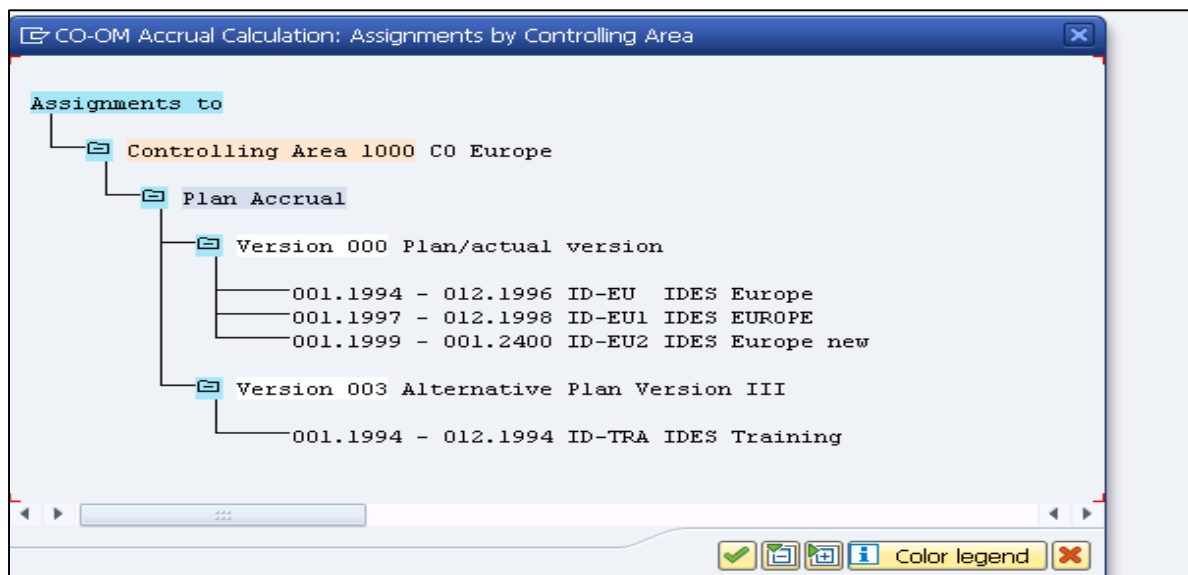 CO-OM Accrual Calculation: Assignments by Controlling Area
Assignments to
Controlling Area 1000 CO Europe
Plan Accrual
Version 000 Plan/actual version
001.1994 - 012.1996 ID-EU IDES Europe
001.1997 - 012.1998 ID-EU1 IDES EUROPE
001.1999 - 001.2400 ID-EU2 IDES Europe new
Version 003 Alternative Plan Version III
001.1994 - 012.1994 ID-TRA IDES Training
Color legend